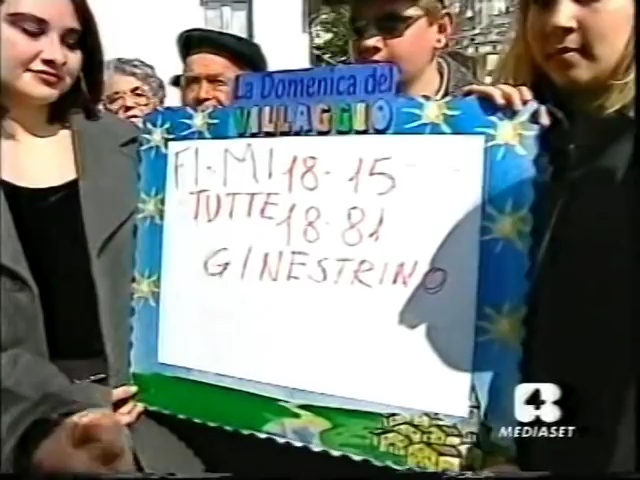 La Domenica del
VILLAGGIO
FI-MI 18-15
TUTTE 18-81
GINESTRINO
4
MEDIASET